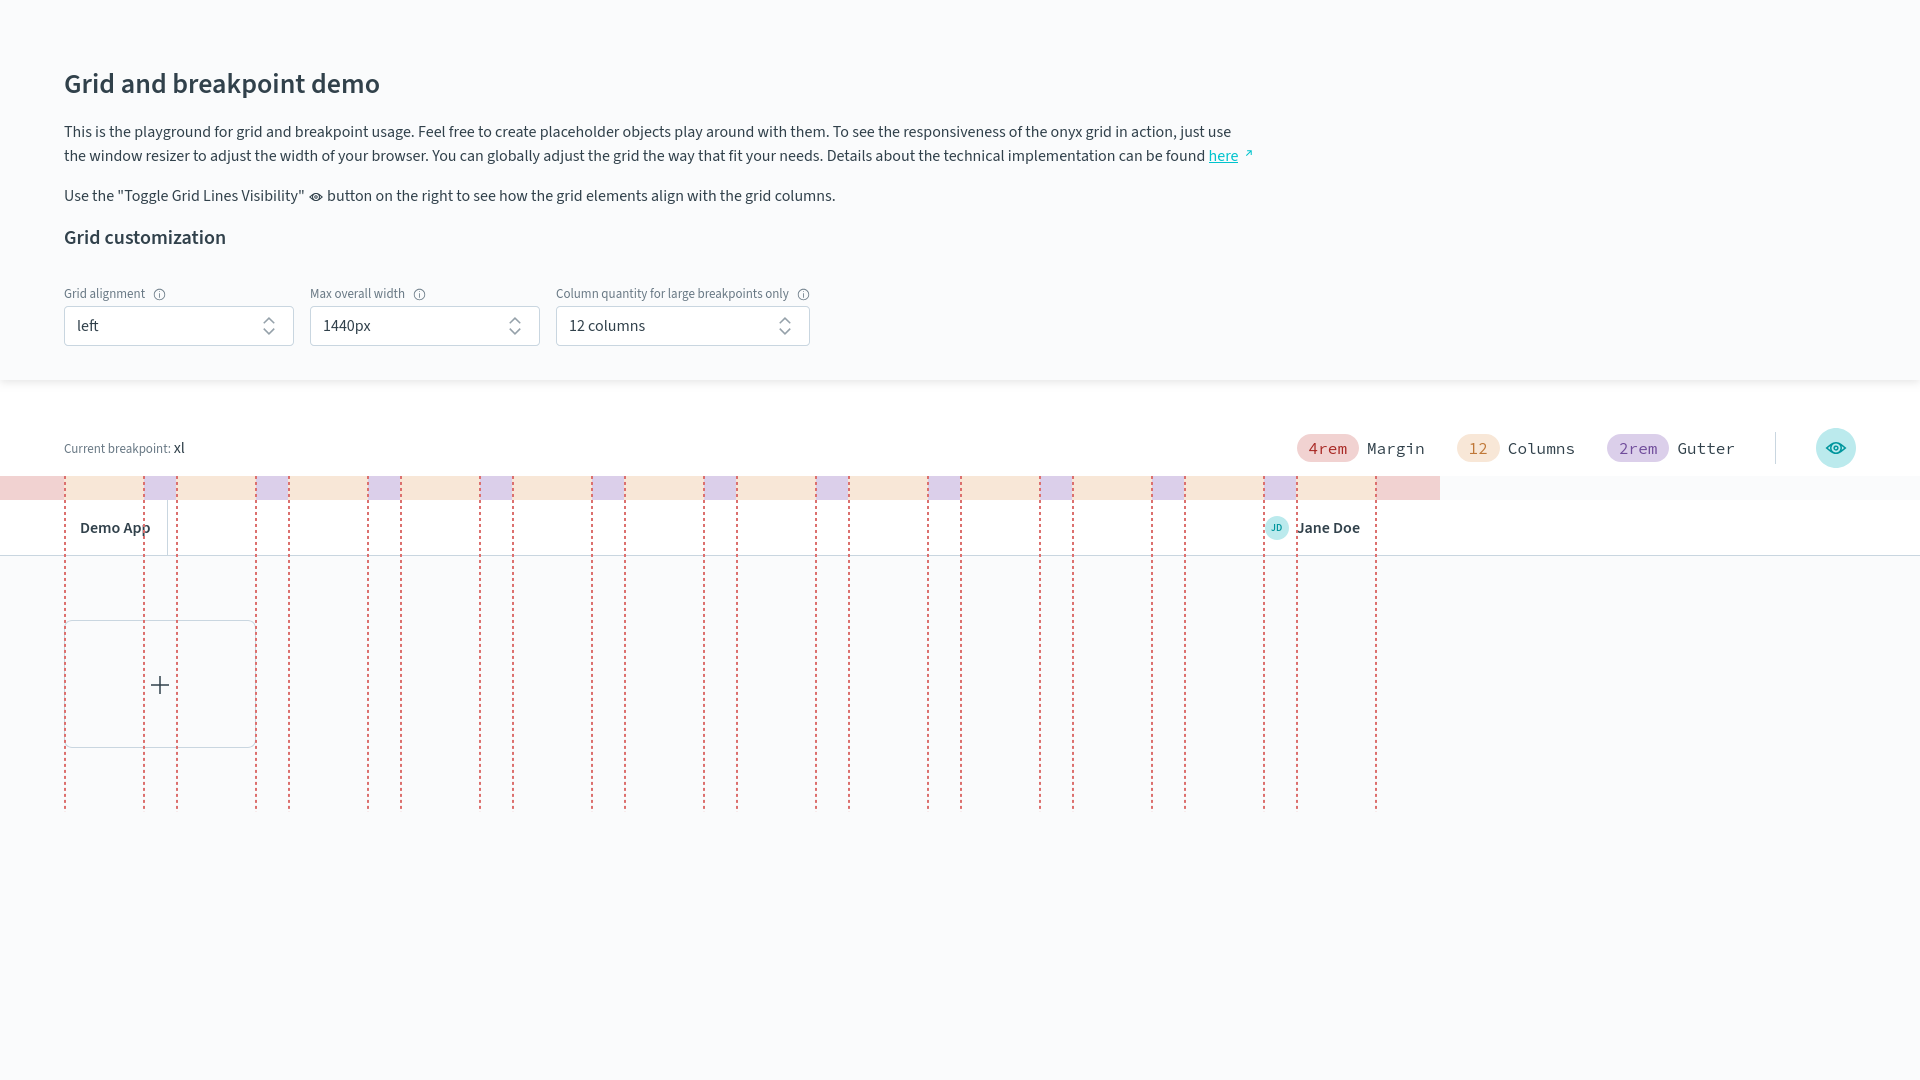 Grid and breakpoint demo
This is the playground for grid and breakpoint usage. Feel free to create placeholder objects play around with them. To see the responsiveness of the onyx grid in action, just use
the window resizer to adjust the width of your browser. You can globally adjust the grid the way that fit your needs. Details about the technical implementation can be found here
Use the "Toggle Grid Lines Visibility" button on the right to see how the grid elements align with the grid columns.
Grid customization
Grid alignment Max overall width Column quantity for large breakpoints only
left 1440px 12 columns
Current breakpoint: xl 4rem Margin 12 Columns 2rem Gutter
Demo App JD Jane Doe